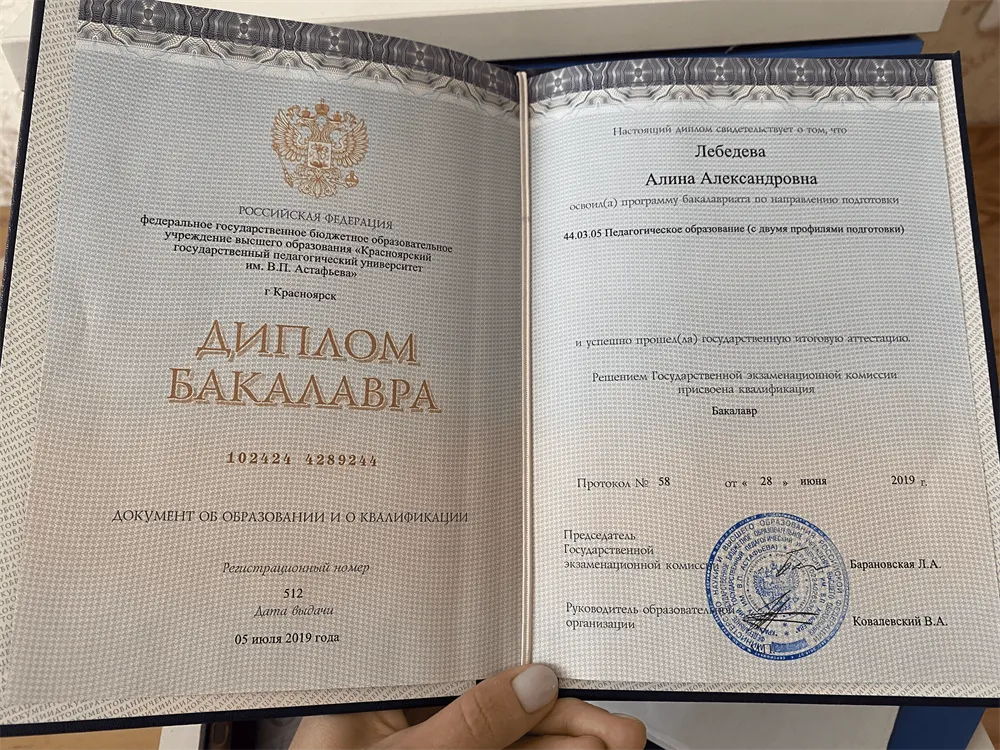 РОССИЙСКАЯ ФЕДЕРАЦИЯ
федеральное государственное бюджетное образовательное
учреждение высшего образования «Красноярский
государственный педагогический университет
им. В.П. Астафьева»
г Красноярск
ДИПЛОМ
БАКАЛАВРА
102424 4289244
ДОКУМЕНТ ОБ ОБРАЗОВАНИИ И О КВАЛИФИКАЦИИ
Регистрационный номер
512
Дата выдачи
05 июля 2019 года
Настоящий диплом свидетельствует о том, что
Лебедева
Алина Александровна
освоил(а) программу бакалавриата по направлению подготовки
44.03.05 Педагогическое образование (с двумя профилями подготовки)
и успешно прошел(ла) государственную итоговую аттестацию.
Решением Государственной экзаменационной комиссии
присвоена квалификация
Бакалавр
Протокол № 58 от « 28 » июня 2019 г.
Председатель
Государственной
экзаменационной комиссии Барановская Л.А.
Руководитель образовательной
организации Ковалевский В.А.